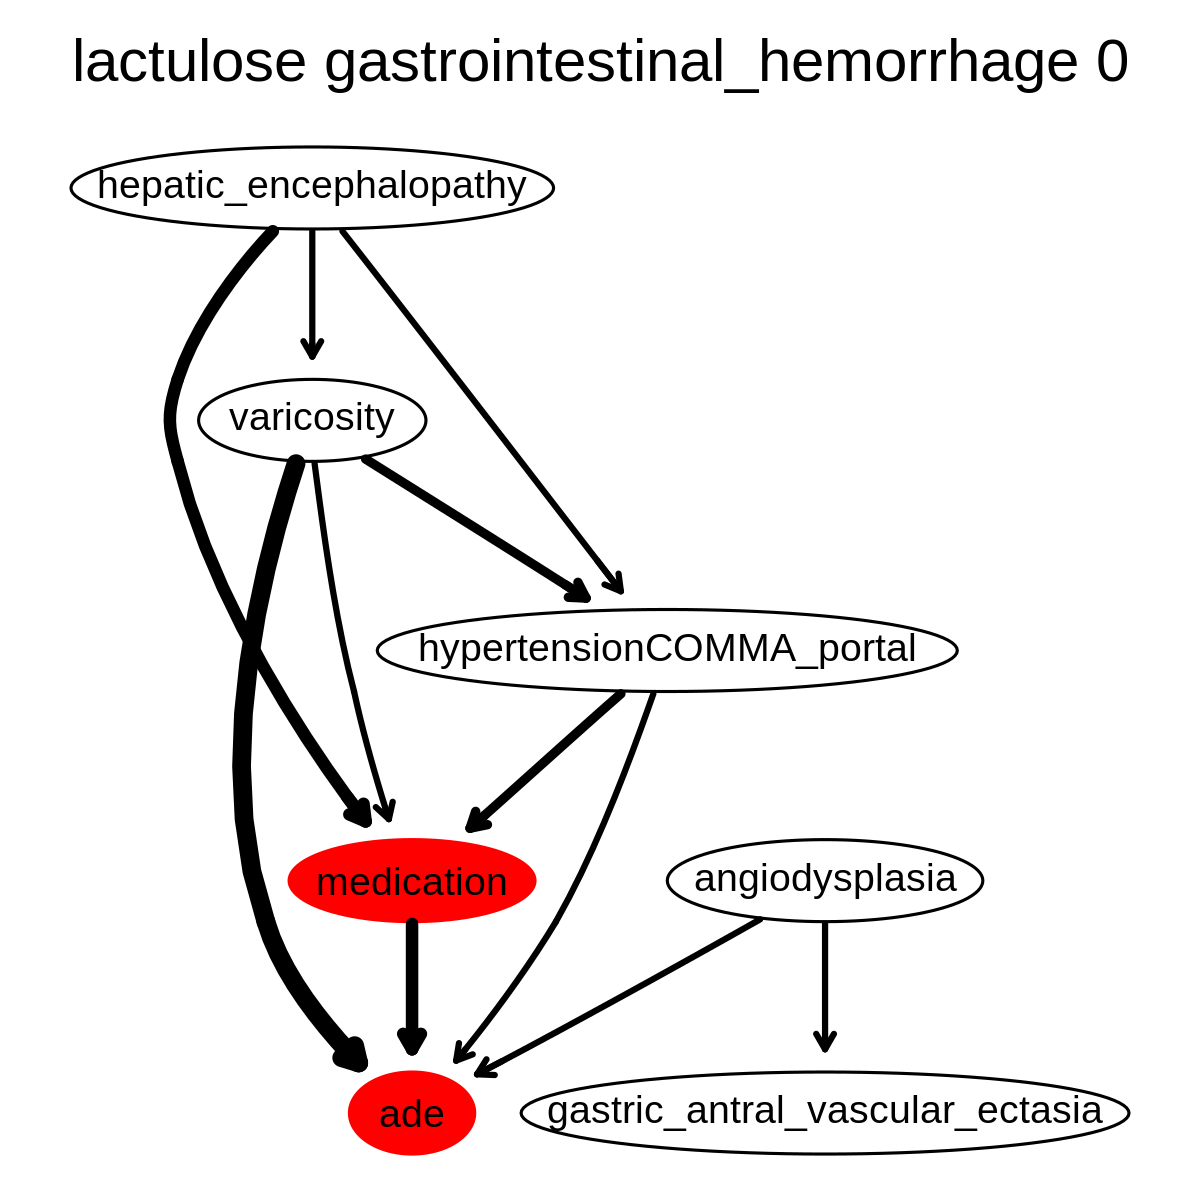 lactulose gastrointestinal_hemorrhage 0
hepatic_encephalopathy
varicosity
hypertensionCOMMA_portal
medication
angiodysplasia
ade
gastric_antral_vascular_ectasia